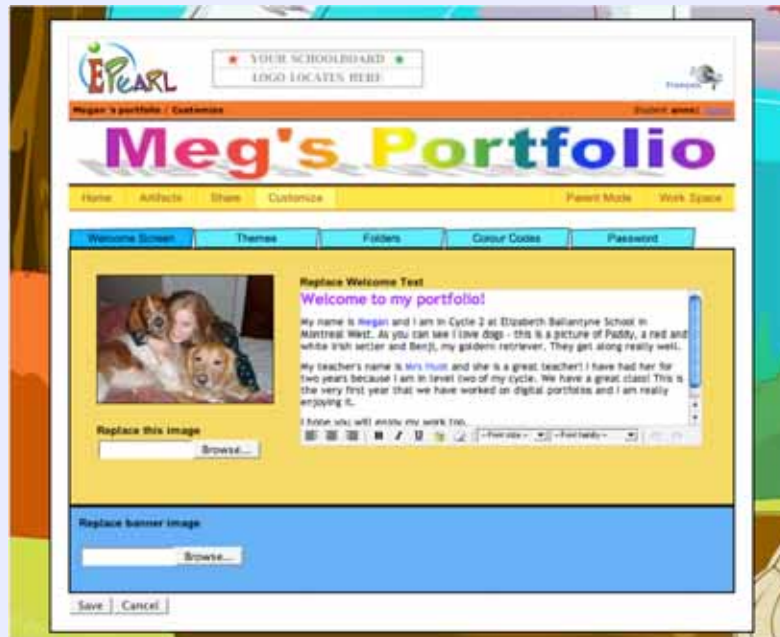 EPEARL
YOUR SCHOOLBOARD
LOGO LOCATES HERE
Français
Megan 's portfolio / Customize
Student
Meg's Portfolio
Home Artifacts Share Customize Parent Mode Work Space
Welcome Screen Themes Folders Colour Codes Password
Replace Welcome Text
Welcome to my portfolio!
My name is Megan and I am in Cycle 2 at Elizabeth Ballantyne School in
Montreal West. As you can see I love dogs - this is a picture of Paddy, a red and
white Irish setter and Benji, my goldern retriever. They get along really well.
My teacher's name is Mrs Hunt and she is a great teacher! I have had her for
two years because I am in level two of my cycle. We have a great class! This is
the very first year that we have worked on digital portfolios and I am really
enjoying it.
I hope you will enjoy my work too.
Replace this image
Browse...
B I U --Font size -- --Font family --
Replace banner image
Browse...
Save Cancel